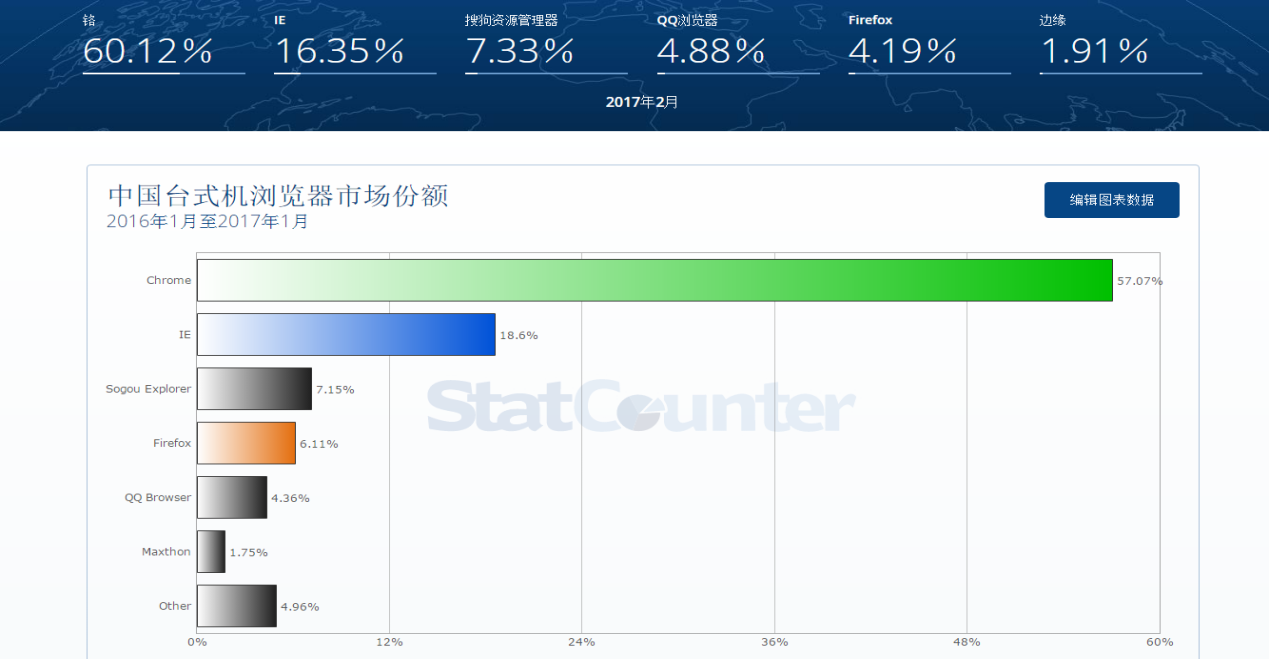 铬 IE 搜狗资源管理器 QQ浏览器 Firefox 边缘
60.12% 16.35% 7.33% 4.88% 4.19% 1.91%
2017年2月
中国台式机浏览器市场份额
2016年1月至2017年1月
编辑图表数据
Chrome 57.07%
IE 18.6%
Sogou Explorer 7.15%
StatCounter
Firefox 6.11%
QQ Browser 4.36%
Maxthon 1.75%
Other 4.96%
0% 12% 24% 36% 48% 60%